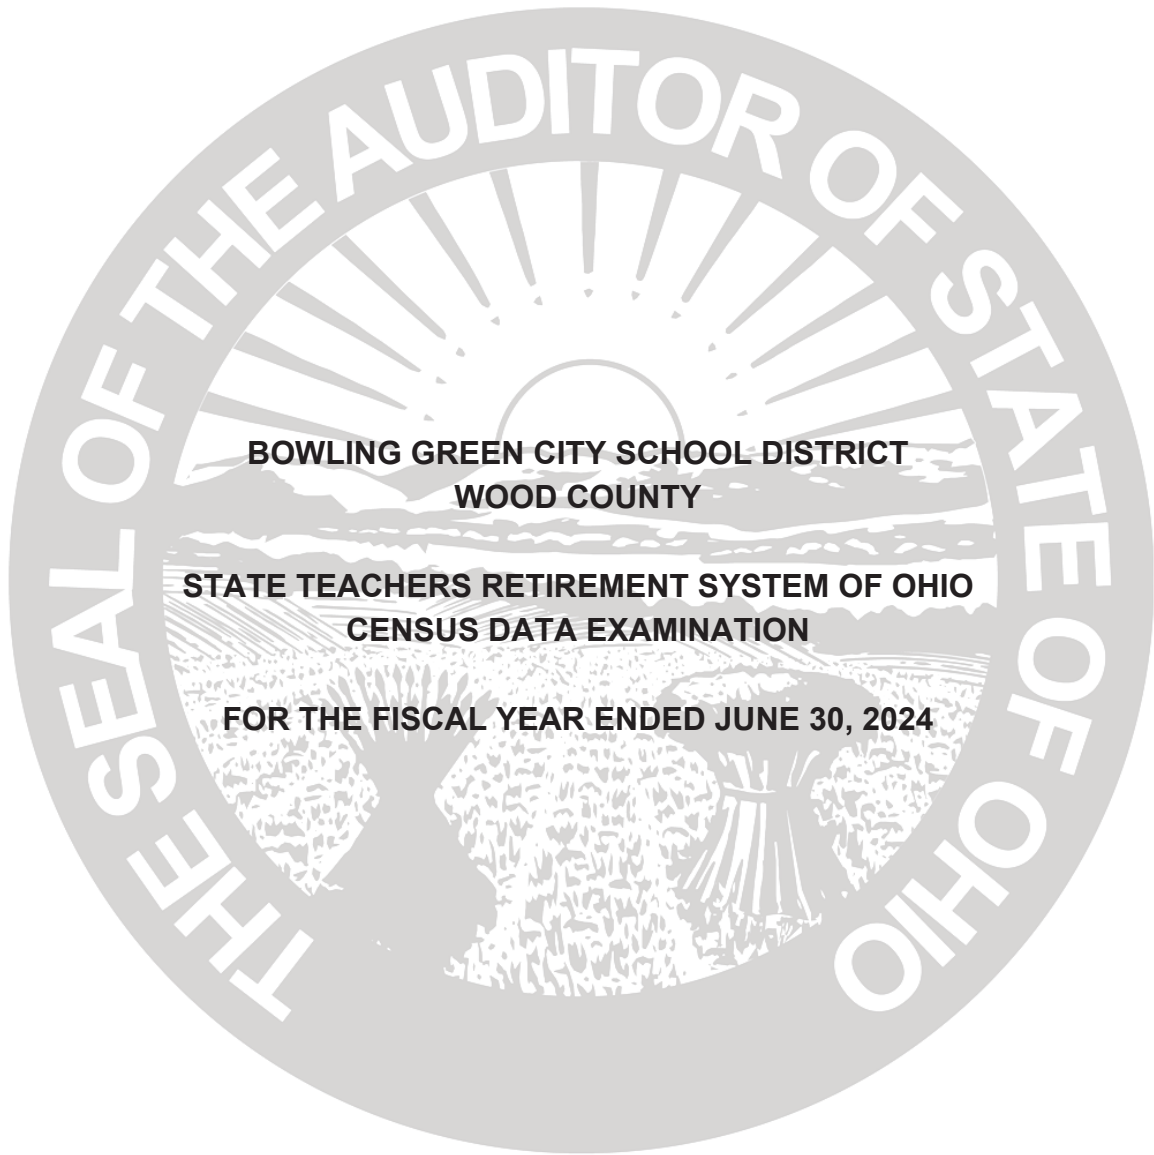 THE SEAL OF THE AUDITOR OF STATE OF OHIO
BOWLING GREEN CITY SCHOOL DISTRICT
WOOD COUNTY
STATE TEACHERS RETIREMENT SYSTEM OF OHIO
CENSUS DATA EXAMINATION
FOR THE FISCAL YEAR ENDED JUNE 30, 2024